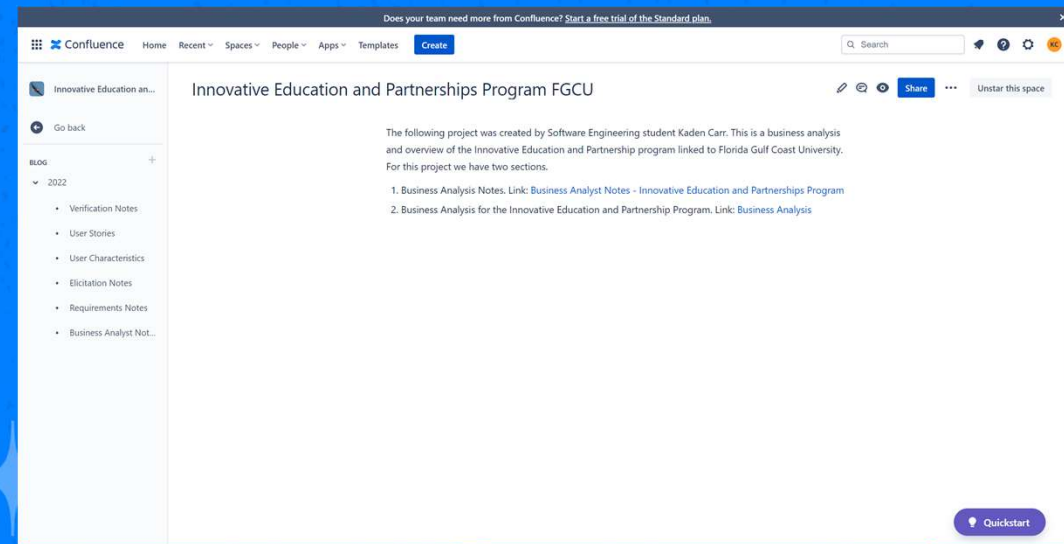 Does your team need more from Confluence? Start a free trial of the Standard plan.
Confluence Home Recent Spaces People Apps Templates Create Search KC
Innovative Education an...
Innovative Education and Partnerships Program FGCU
Share
Unstar this space
Go back
BLOG
2022
Verification Notes
User Stories
User Characteristics
Elicitation Notes
Requirements Notes
Business Analyst Not...
The following project was created by Software Engineering student Kaden Carr. This is a business analysis
and overview of the Innovative Education and Partnership program linked to Florida Gulf Coast University.
For this project we have two sections.
1. Business Analysis Notes. Link: Business Analyst Notes - Innovative Education and Partnerships Program
2. Business Analysis for the Innovative Education and Partnership Program. Link: Business Analysis
Quickstart